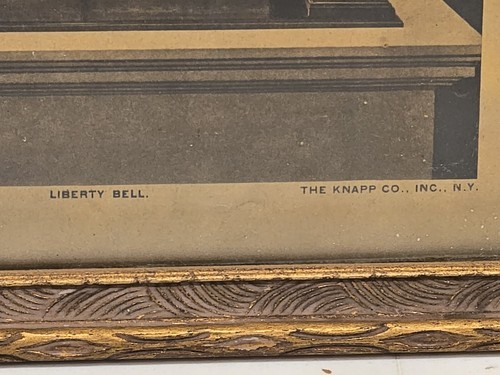 LIBERTY BELL.
THE KNAPP CO., INC., N.Y.